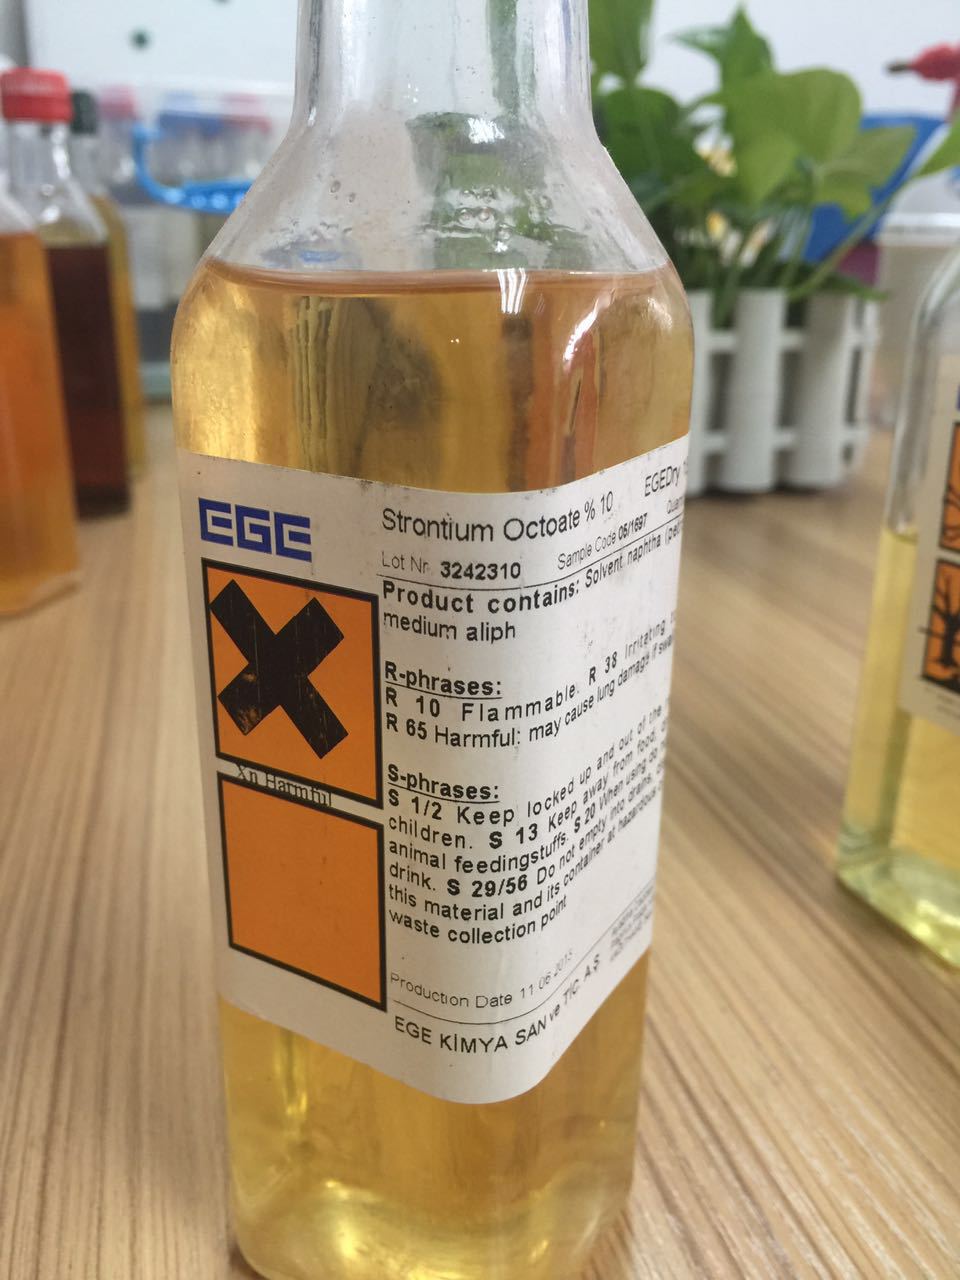 EGE
Strontium Octoate % 10 EGEDry
Lot Nr. 3242310 Sample Code 06/1697
Product contains: Solvent naphtha
medium aliph
R-phrases:
R 10 Flammable. R 38 Irritating
R 65 Harmful: may cause lung damage if
S-phrases:
S 1/2 Keep locked up and out of the
children. S 13 Keep away from food,
animal feedingstuffs. S 20 When using do
drink. S 29/56 Do not empty into drains,
this material and its container at hazardous
waste collection point
Xn Harmful
Production Date 11 06 2013
EGE KİMYA SAN ve TİC. A.Ş